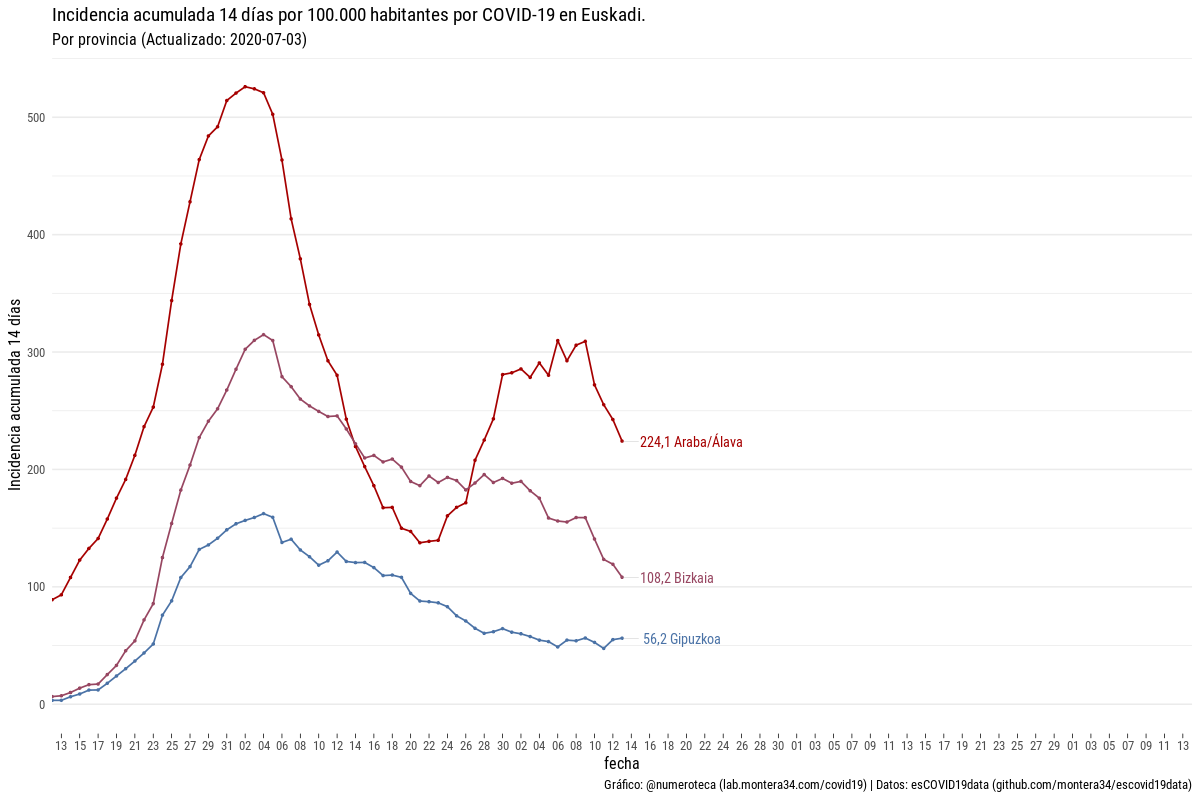 Incidencia acumulada 14 días por 100.000 habitantes por COVID-19 en Euskadi.
Por provincia (Actualizado: 2020-07-03)
Incidencia acumulada 14 días
500
400
300
200
100
0
224,1 Araba/Álava
108,2 Bizkaia
56,2 Gipuzkoa
13 15 17 19 21 23 25 27 29 31 02 04 06 08 10 12 14 16 18 20 22 24 26 28 30 02 04 06 08 10 12 14 16 18 20 22 24 26 28 30 01 03 05 07 09 11 13 15 17 19 21 23 25 27 29 01 03 05 07 09 11 13
fecha
Gráfico: @numeroteca (lab.montera34.com/covid19) | Datos: esCOVID19data (github.com/montera34/escovid19data)